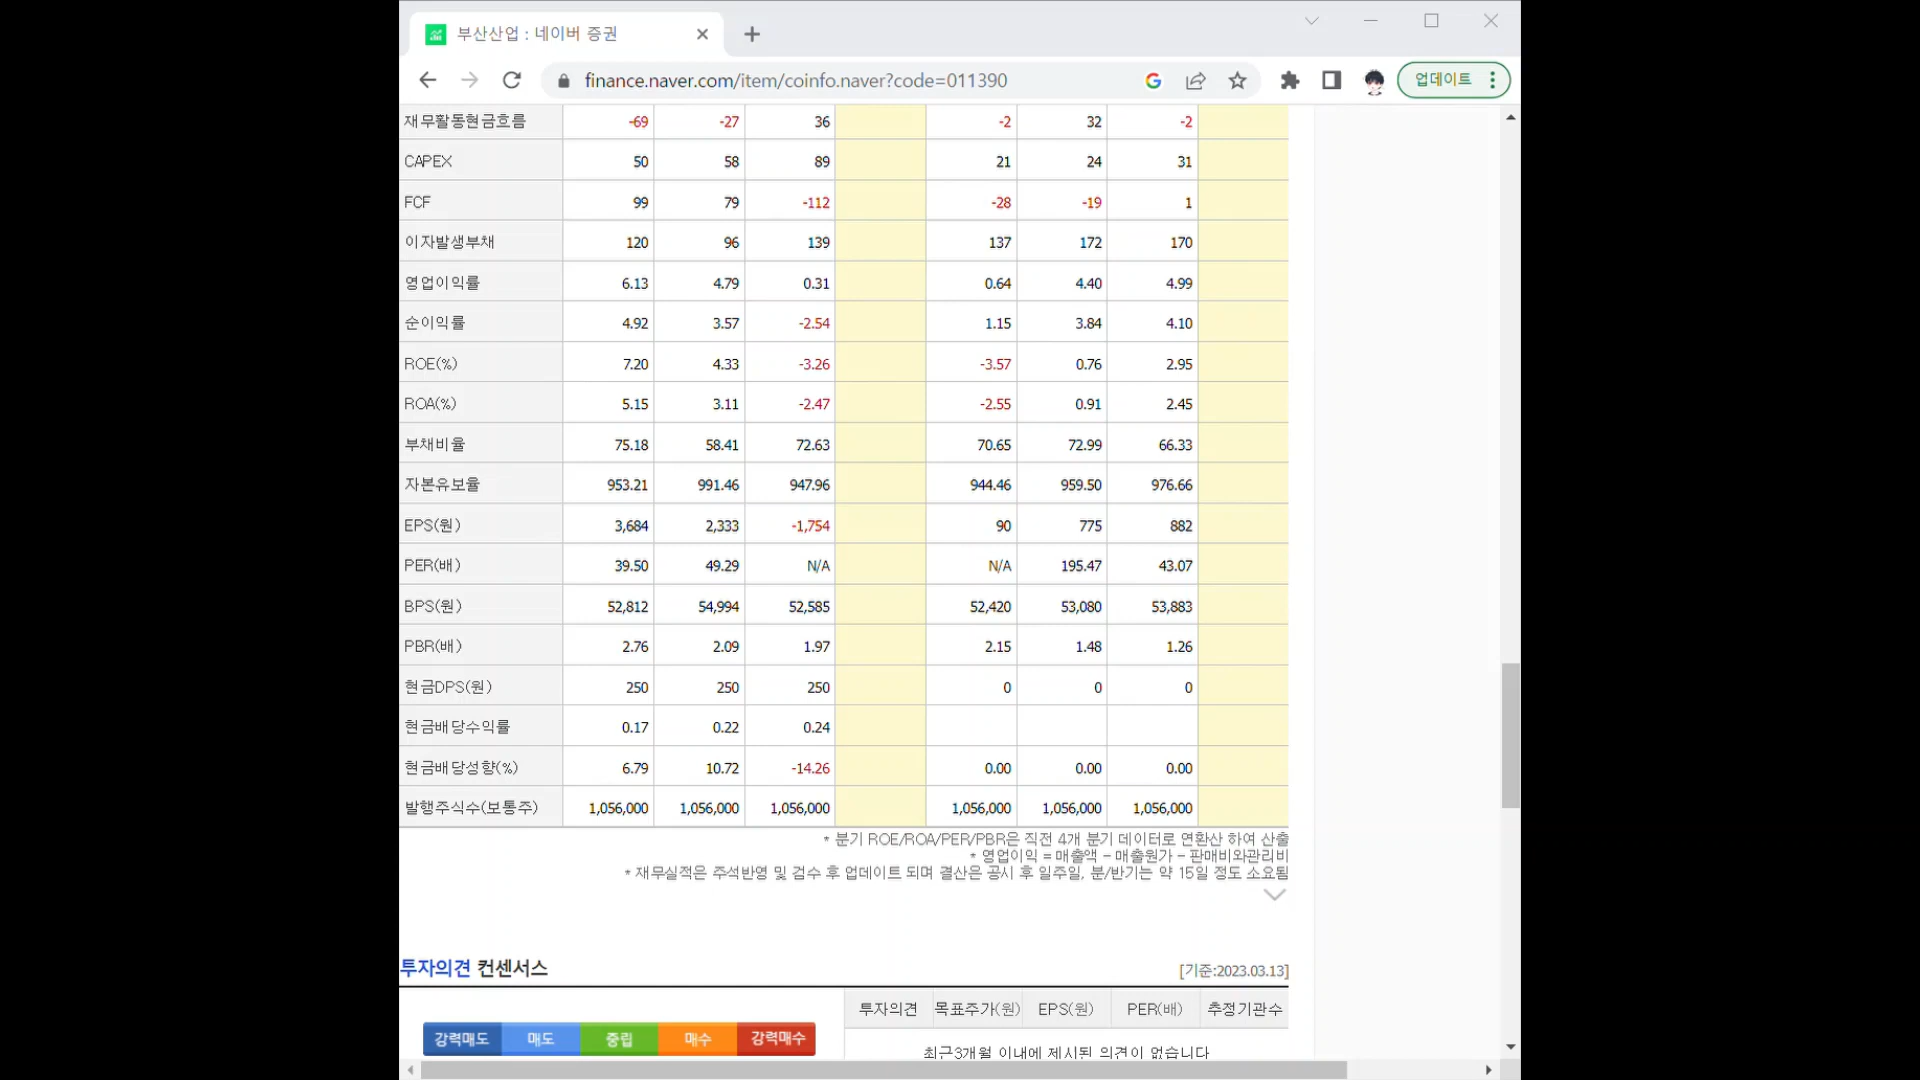 부산산업 : 네이버 증권
finance.naver.com/item/coinfo.naver?code=011390
업데이트
재무활동현금흐름 -69 -27 36 -2 32 -2
CAPEX 50 58 89 21 24 31
FCF 99 79 -112 -28 -19 1
이자발생부채 120 96 139 137 172 170
영업이익률 6.13 4.79 0.31 0.64 4.40 4.99
순이익률 4.92 3.57 -2.54 1.15 3.84 4.10
ROE(%) 7.20 4.33 -3.26 -3.57 0.76 2.95
ROA(%) 5.15 3.11 -2.47 -2.55 0.91 2.45
부채비율 75.18 58.41 72.63 70.65 72.99 66.33
자본유보율 953.21 991.46 947.96 944.46 959.50 976.66
EPS(원) 3,684 2,333 -1,754 90 775 882
PER(배) 39.50 49.29 N/A N/A 195.47 43.07
BPS(원) 52,812 54,994 52,585 52,420 53,080 53,883
PBR(배) 2.76 2.09 1.97 2.15 1.48 1.26
현금DPS(원) 250 250 250 0 0 0
현금배당수익률 0.17 0.22 0.24
현금배당성향(%) 6.79 10.72 -14.26 0.00 0.00 0.00
발행주식수(보통주) 1,056,000 1,056,000 1,056,000 1,056,000 1,056,000 1,056,000
* 분기 ROE/ROA/PER/PBR은 직전 4개 분기 데이터로 연환산 하여 산출
* 영업이익 = 매출액 - 매출원가 - 판매비와관리비
* 재무실적은 주석반영 및 검수 후 업데이트 되며 결산은 공시 후 일주일, 분/반기는 약 15일 정도 소요됨
투자의견 컨센서스 [기준:2023.03.13]
투자의견 목표주가(원) EPS(원) PER(배) 추정기관수
강력매도 매도 중립 매수 강력매수
최근3개월 이내에 제시된 의견이 없습니다